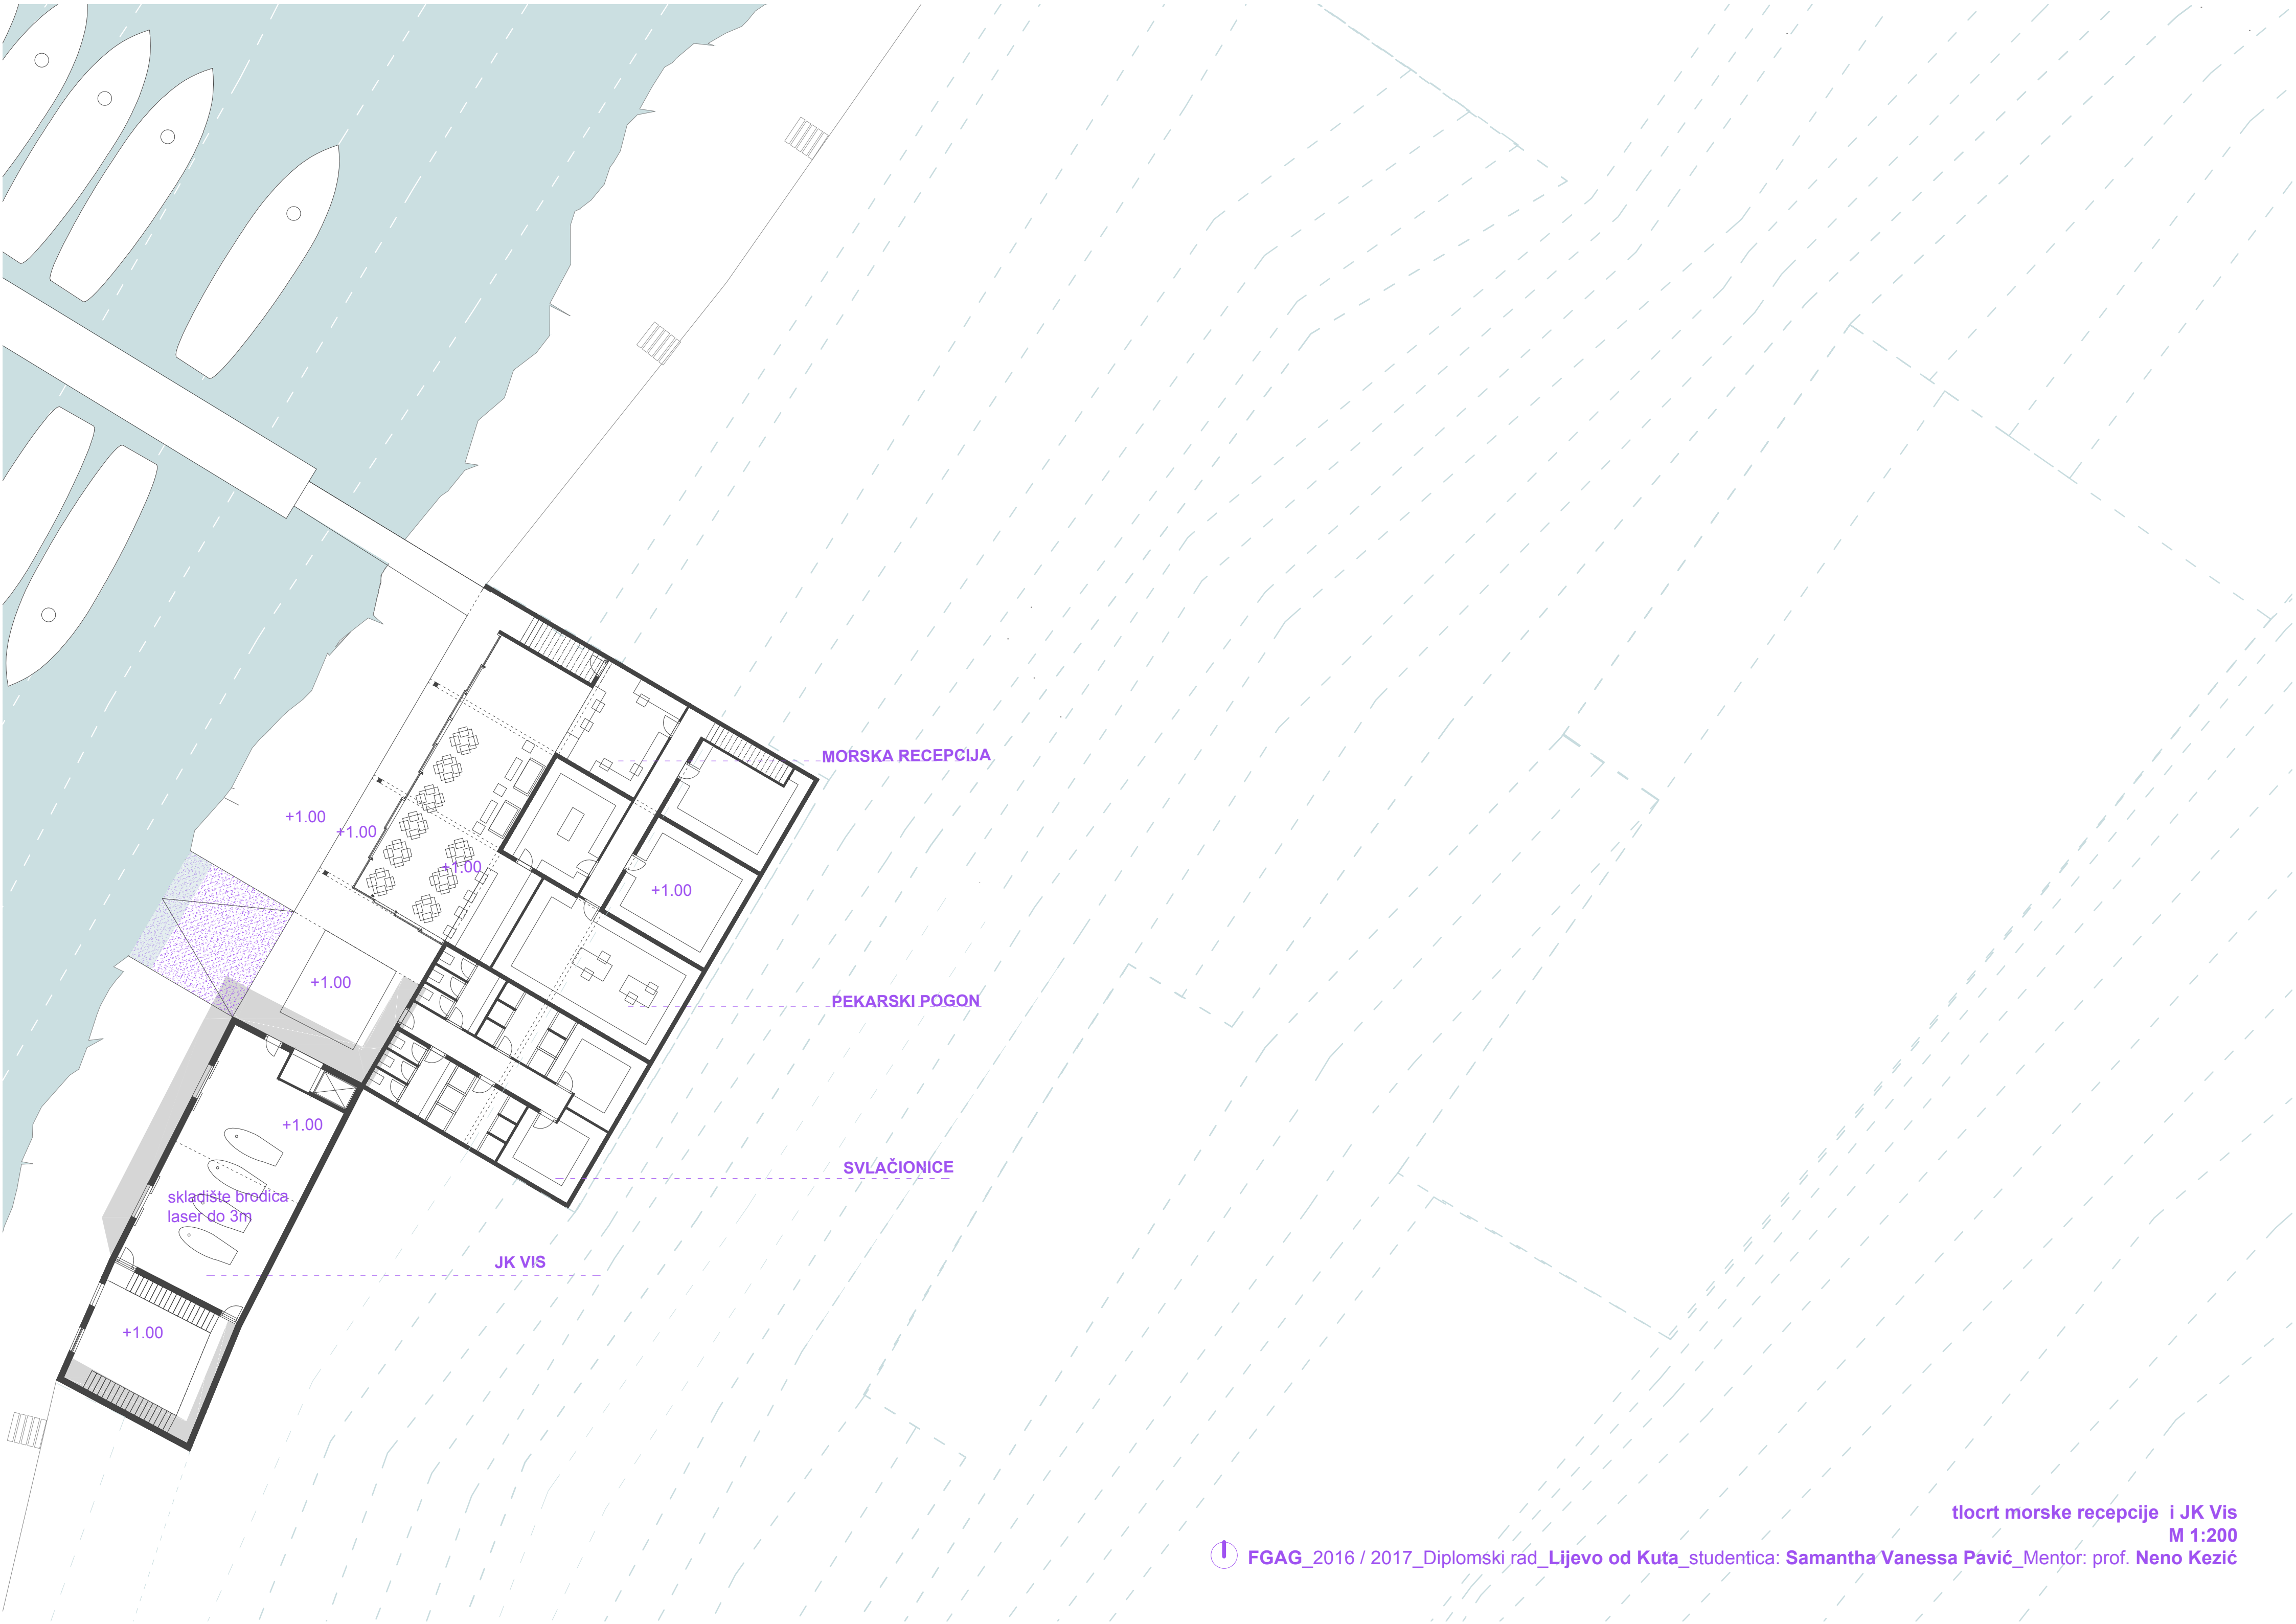 MORSKA RECEPCIJA
+1.00
+1.00
+1.00
+1.00
+1.00
PEKARSKI POGON
+1.00
SVLAČIONICE
skladište brodica
laser do 3m
JK VIS
+1.00
tlocrt morske recepcije i JK Vis
M 1:200
FGAG_2016 / 2017_Diplomski rad_Lijevo od Kuta_studentica: Samantha Vanessa Pavić_Mentor: prof. Neno Kezić